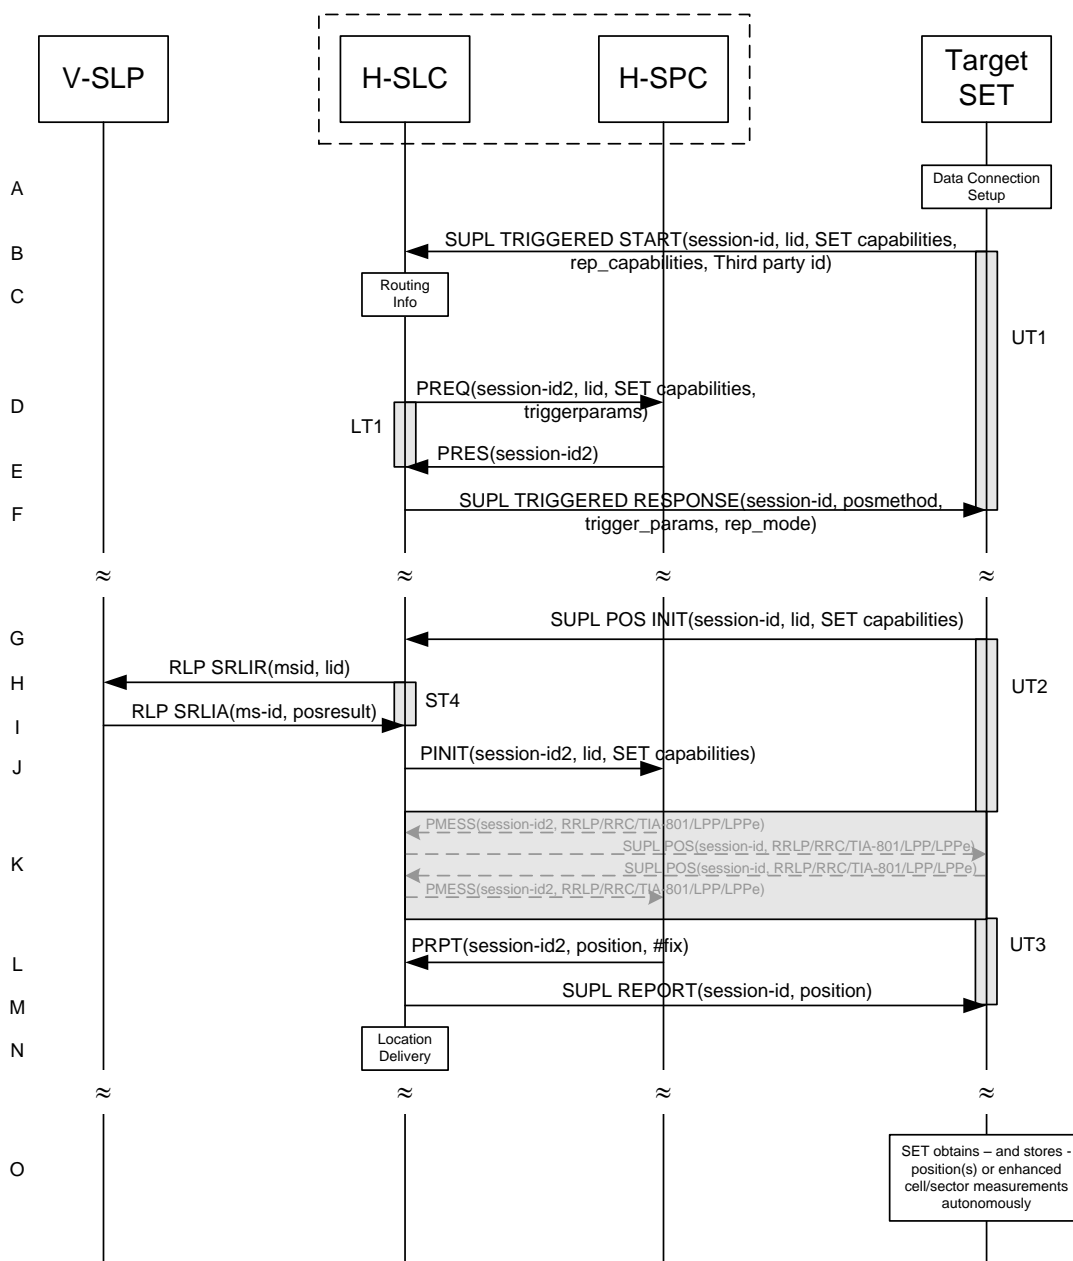 V-SLP
H-SLC
H-SPC
Target
SET
A
Data Connection
Setup
B
SUPL TRIGGERED START(session-id, lid, SET capabilities,
rep_capabilities, Third party id)
C
Routing
Info
UT1
D
PREQ(session-id2, lid, SET capabilities,
triggerparams)
LT1
E
PRES(session-id2)
F
SUPL TRIGGERED RESPONSE(session-id, posmethod,
trigger_params, rep_mode)
≈ ≈ ≈ ≈
G
SUPL POS INIT(session-id, lid, SET capabilities)
H
RLP SRLIR(msid, lid)
ST4
UT2
I
RLP SRLIA(ms-id, posresult)
J
PINIT(session-id2, lid, SET capabilities)
K
PMESS(session-id2, RRLP/RRC/TIA-801/LPP/LPPe)
SUPL POS(session-id, RRLP/RRC/TIA-801/LPP/LPPe)
SUPL POS(session-id, RRLP/RRC/TIA-801/LPP/LPPe)
PMESS(session-id2, RRLP/RRC/TIA-801/LPP/LPPe)
L
PRPT(session-id2, position, #fix)
UT3
M
SUPL REPORT(session-id, position)
N
Location
Delivery
≈ ≈ ≈ ≈
O
SET obtains – and stores -
position(s) or enhanced
cell/sector measurements
autonomously